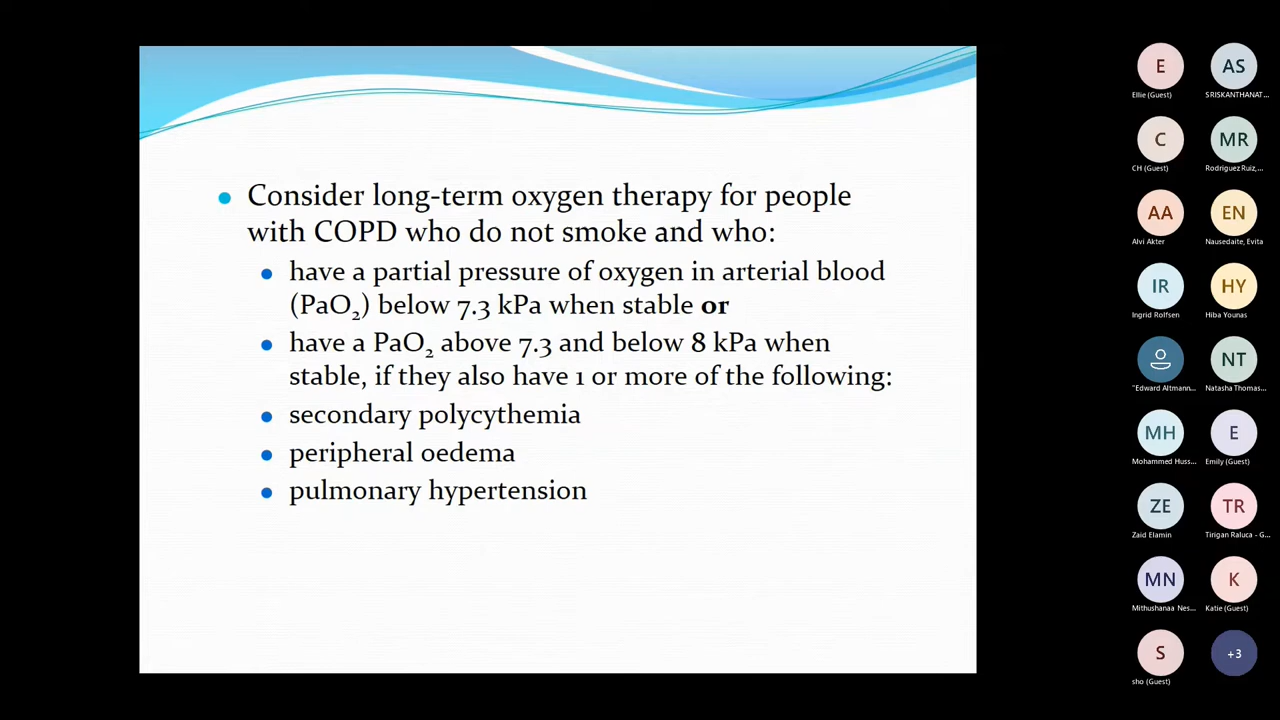 Consider long-term oxygen therapy for people
with COPD who do not smoke and who:
have a partial pressure of oxygen in arterial blood
(PaO₂) below 7.3 kPa when stable or
have a PaO₂ above 7.3 and below 8 kPa when
stable, if they also have 1 or more of the following:
secondary polycythemia
peripheral oedema
pulmonary hypertension
E AS
Ellie (Guest) SRISKANTHANAT...
C MR
CH (Guest) Rodriguez Ruiz,...
AA EN
Alvi Akter Nausedaite, Evita
IR HY
Ingrid Rolfsen Hiba Younas
NT
"Edward Altmann... Natasha Thomas...
MH E
Mohammed Huss... Emily (Guest)
ZE TR
Zaid Elamin Tirigan Raluca - G...
MN K
Mithushanaa Nes... Katie (Guest)
S +3
sho (Guest)